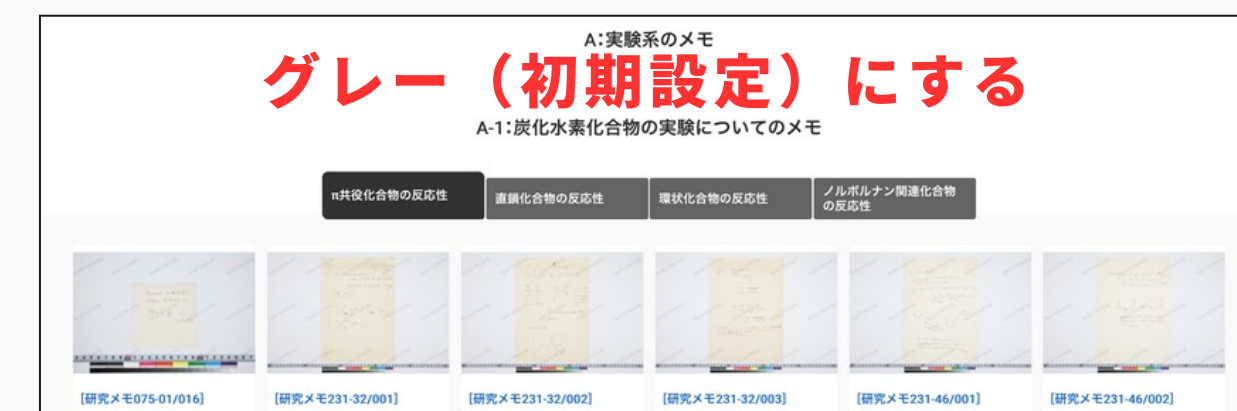 A:実験系のメモ
グレー（初期設定）にする
A-1:炭化水素化合物の実験についてのメモ
π共役化合物の反応性
直鎖化合物の反応性
環状化合物の反応性
ノルボルナン関連化合物
の反応性
[研究メモ075-01/016]
[研究メモ231-32/001]
[研究メモ231-32/002]
[研究メモ231-32/003]
[研究メモ231-46/001]
[研究メモ231-46/002]